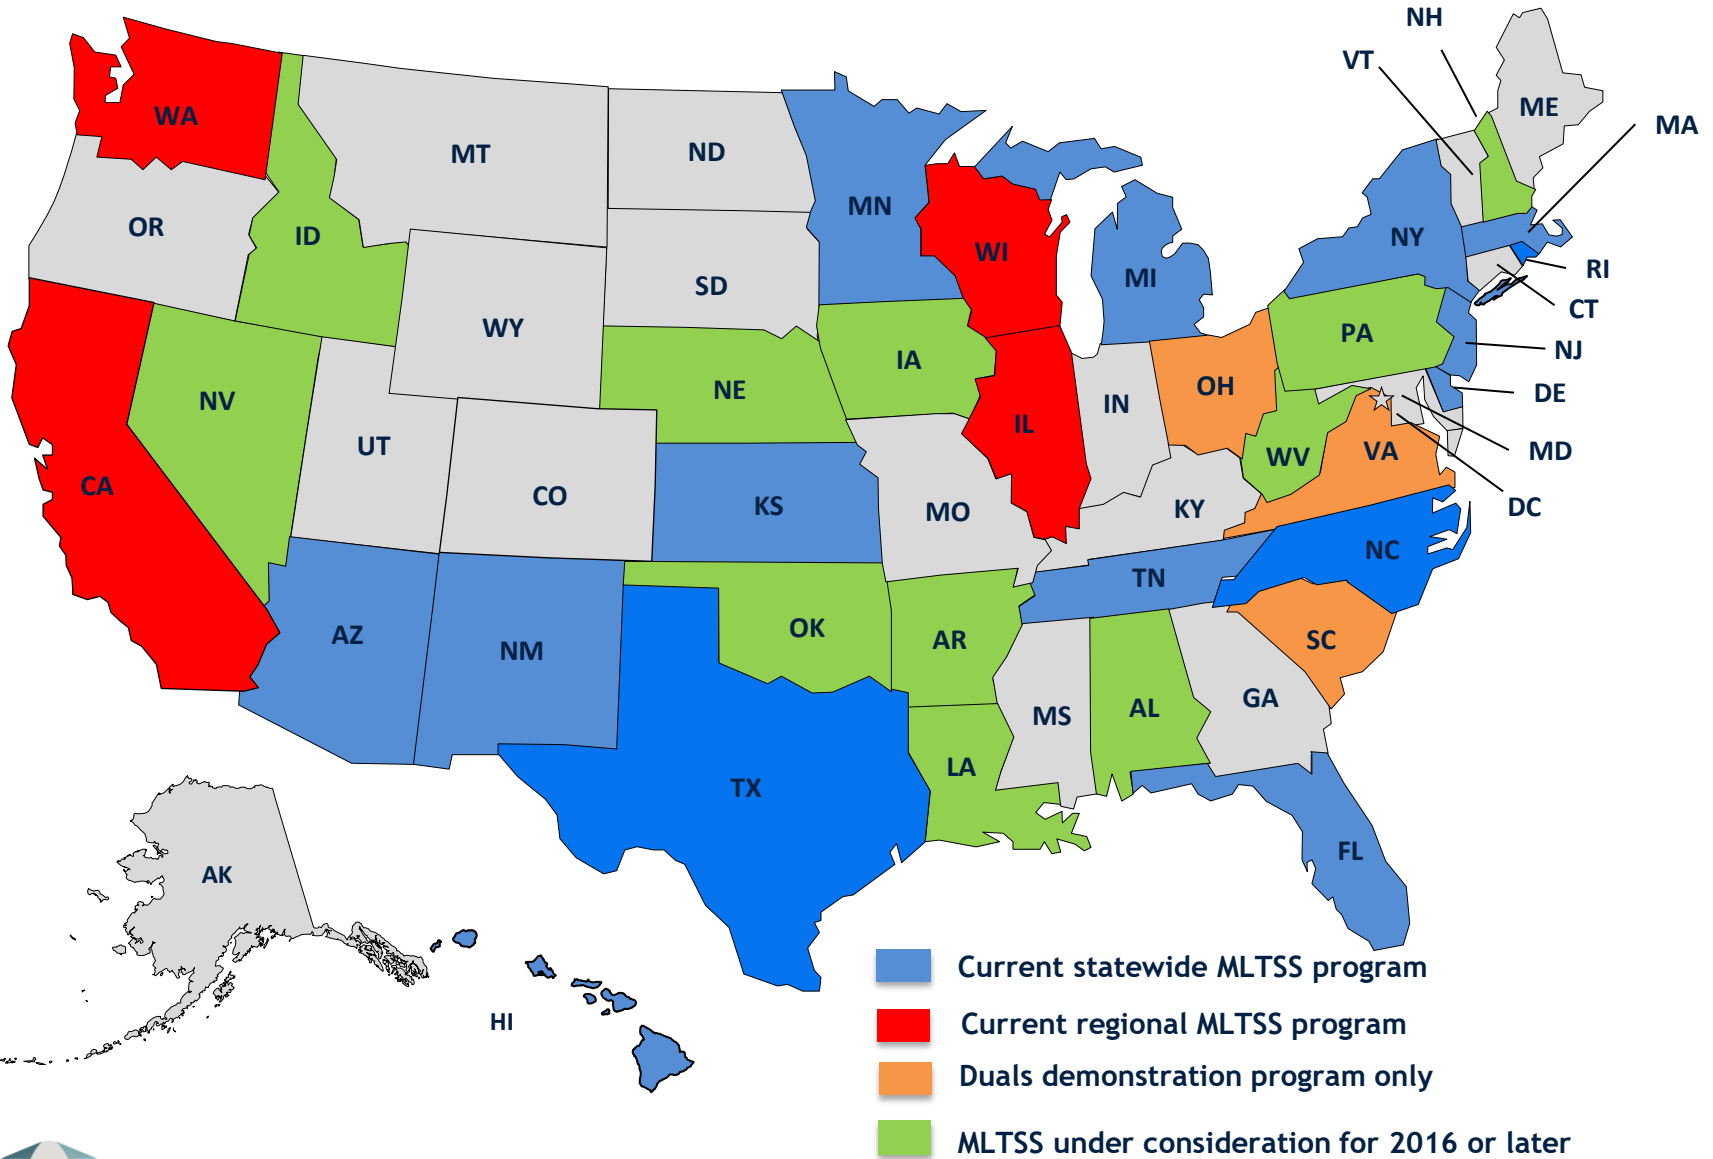 NH
VT
ME
MA
WA
MT
ND
MN
OR
ID
WI
NY
MI
RI
SD
CT
WY
PA
NJ
IA
NE
OH
DE
NV
IN
IL
UT
WV
VA
MD
CA
CO
KS
MO
KY
DC
NC
TN
AZ
NM
OK
AR
SC
MS
AL
GA
LA
TX
FL
AK
HI
Current statewide MLTSS program
Current regional MLTSS program
Duals demonstration program only
MLTSS under consideration for 2016 or later